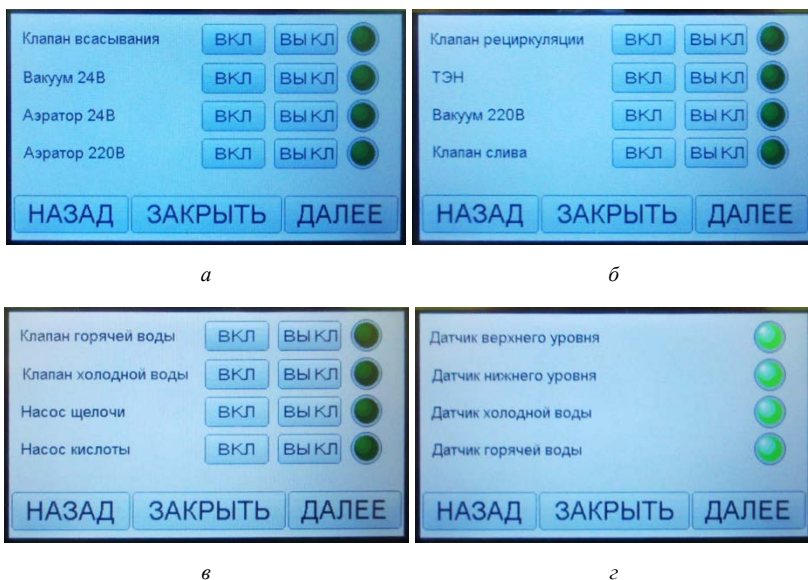 Клапан всасывания ВКЛ ВЫКЛ
Вакуум 24В ВКЛ ВЫКЛ
Аэратор 24В ВКЛ ВЫКЛ
Аэратор 220В ВКЛ ВЫКЛ
НАЗАД ЗАКРЫТЬ ДАЛЕЕ
а
Клапан рециркуляции ВКЛ ВЫКЛ
ТЭН ВКЛ ВЫКЛ
Вакуум 220В ВКЛ ВЫКЛ
Клапан слива ВКЛ ВЫКЛ
НАЗАД ЗАКРЫТЬ ДАЛЕЕ
б
Клапан горячей воды ВКЛ ВЫКЛ
Клапан холодной воды ВКЛ ВЫКЛ
Насос щелочи ВКЛ ВЫКЛ
Насос кислоты ВКЛ ВЫКЛ
НАЗАД ЗАКРЫТЬ ДАЛЕЕ
в
Датчик верхнего уровня
Датчик нижнего уровня
Датчик холодной воды
Датчик горячей воды
НАЗАД ЗАКРЫТЬ ДАЛЕЕ
г